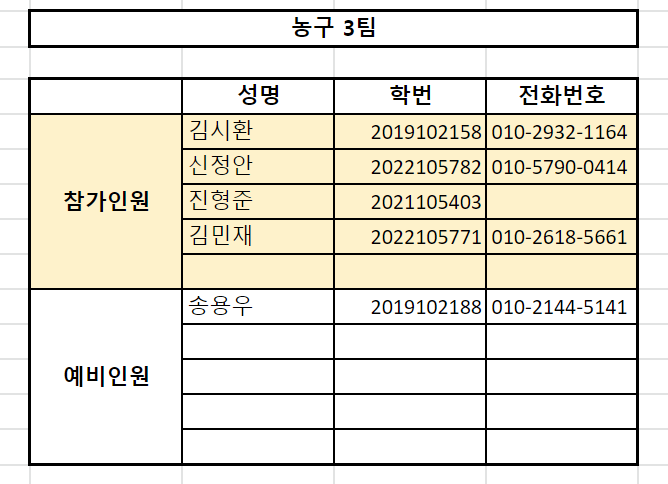 농구 3팀
성명 학번 전화번호
김시환 2019102158 010-2932-1164
신정안 2022105782 010-5790-0414
참가인원 진형준 2021105403
김민재 2022105771 010-2618-5661
송용우 2019102188 010-2144-5141
예비인원